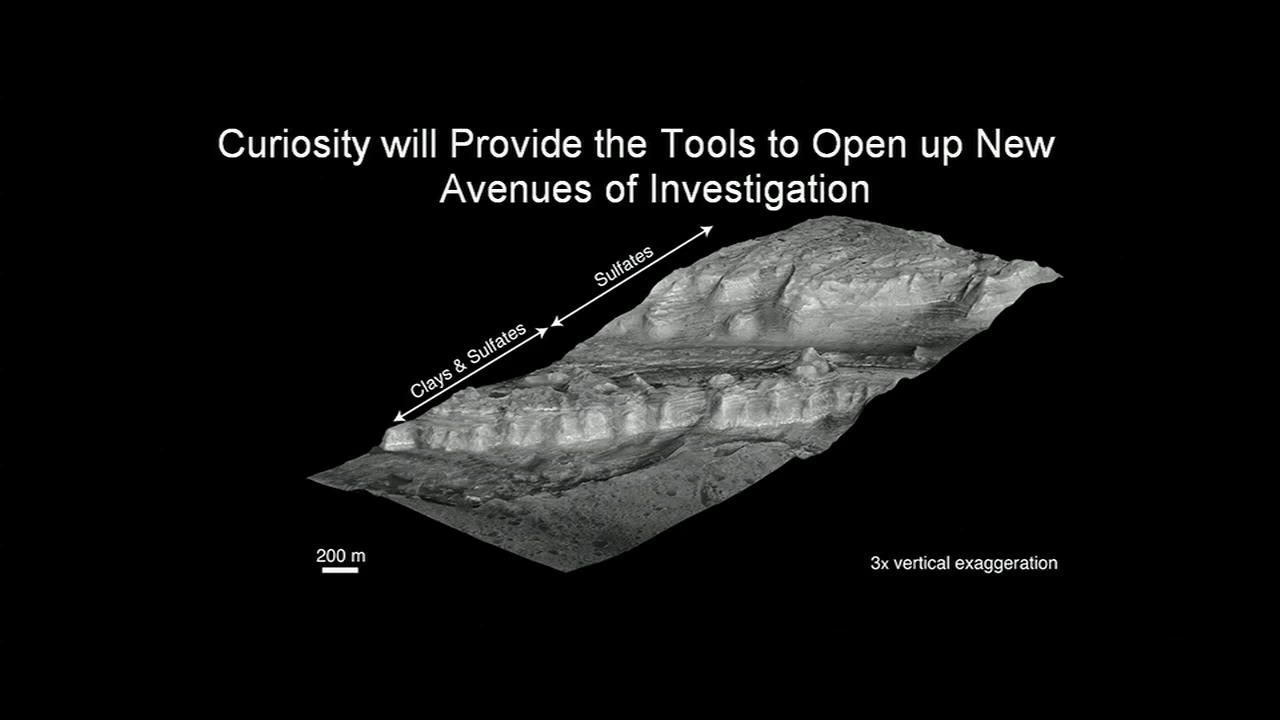 Curiosity will Provide the Tools to Open up New
Avenues of Investigation
Sulfates
Clays & Sulfates
200 m
3x vertical exaggeration